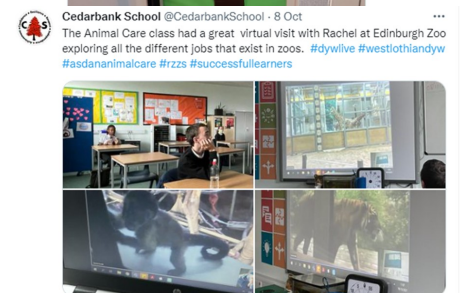 Cedarbank School @CedarbankSchool · 8 Oct
The Animal Care class had a great virtual visit with Rachel at Edinburgh Zoo
exploring all the different jobs that exist in zoos. #dywlive #westlothiandyw
#asdananimalcare #rzzs #successfullearners